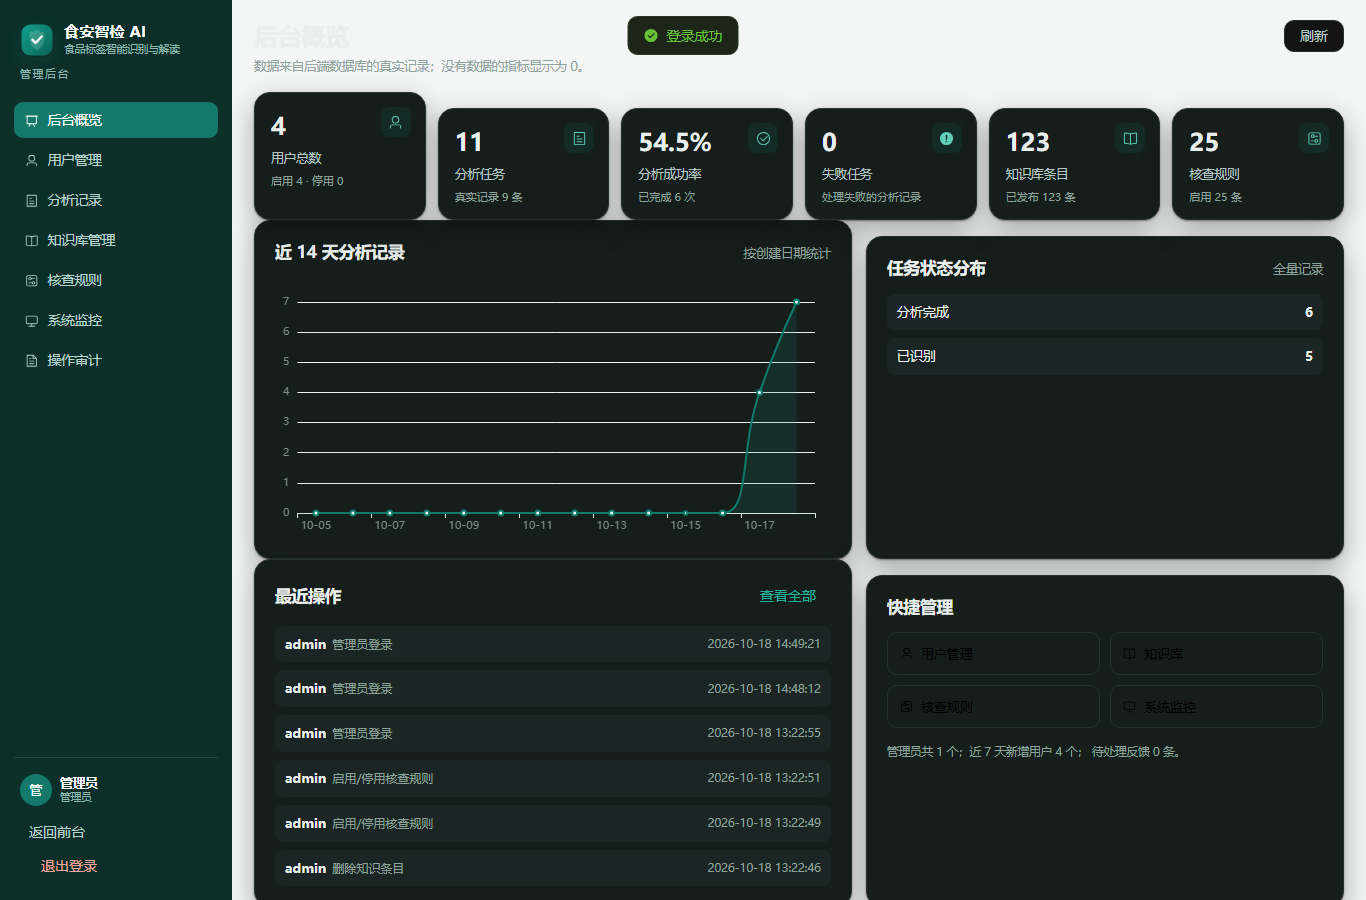 食安智检 AI
食品标签智能识别与解读
管理后台
后台概览
用户管理
分析记录
知识库管理
核查规则
系统监控
操作审计
管
管理员
管理员
返回前台
退出登录
后台概览
数据来自后端数据库的真实记录；没有数据的指标显示为 0。
登录成功
刷新
4
用户总数
启用 4 · 停用 0
11
分析任务
真实记录 9 条
54.5%
分析成功率
已完成 6 次
0
失败任务
处理失败的分析记录
123
知识库条目
已发布 123 条
25
核查规则
启用 25 条
近 14 天分析记录
按创建日期统计
7
6
5
4
3
2
1
0
10-05 10-07 10-09 10-11 10-13 10-15 10-17
任务状态分布
全量记录
分析完成 6
已识别 5
最近操作
查看全部
admin 管理员登录 2026-10-18 14:49:21
admin 管理员登录 2026-10-18 14:48:12
admin 管理员登录 2026-10-18 13:22:55
admin 启用/停用核查规则 2026-10-18 13:22:51
admin 启用/停用核查规则 2026-10-18 13:22:49
admin 删除知识条目 2026-10-18 13:22:46
快捷管理
用户管理
知识库
核查规则
系统监控
管理员共 1 个；近 7 天新增用户 4 个； 待处理反馈 0 条。